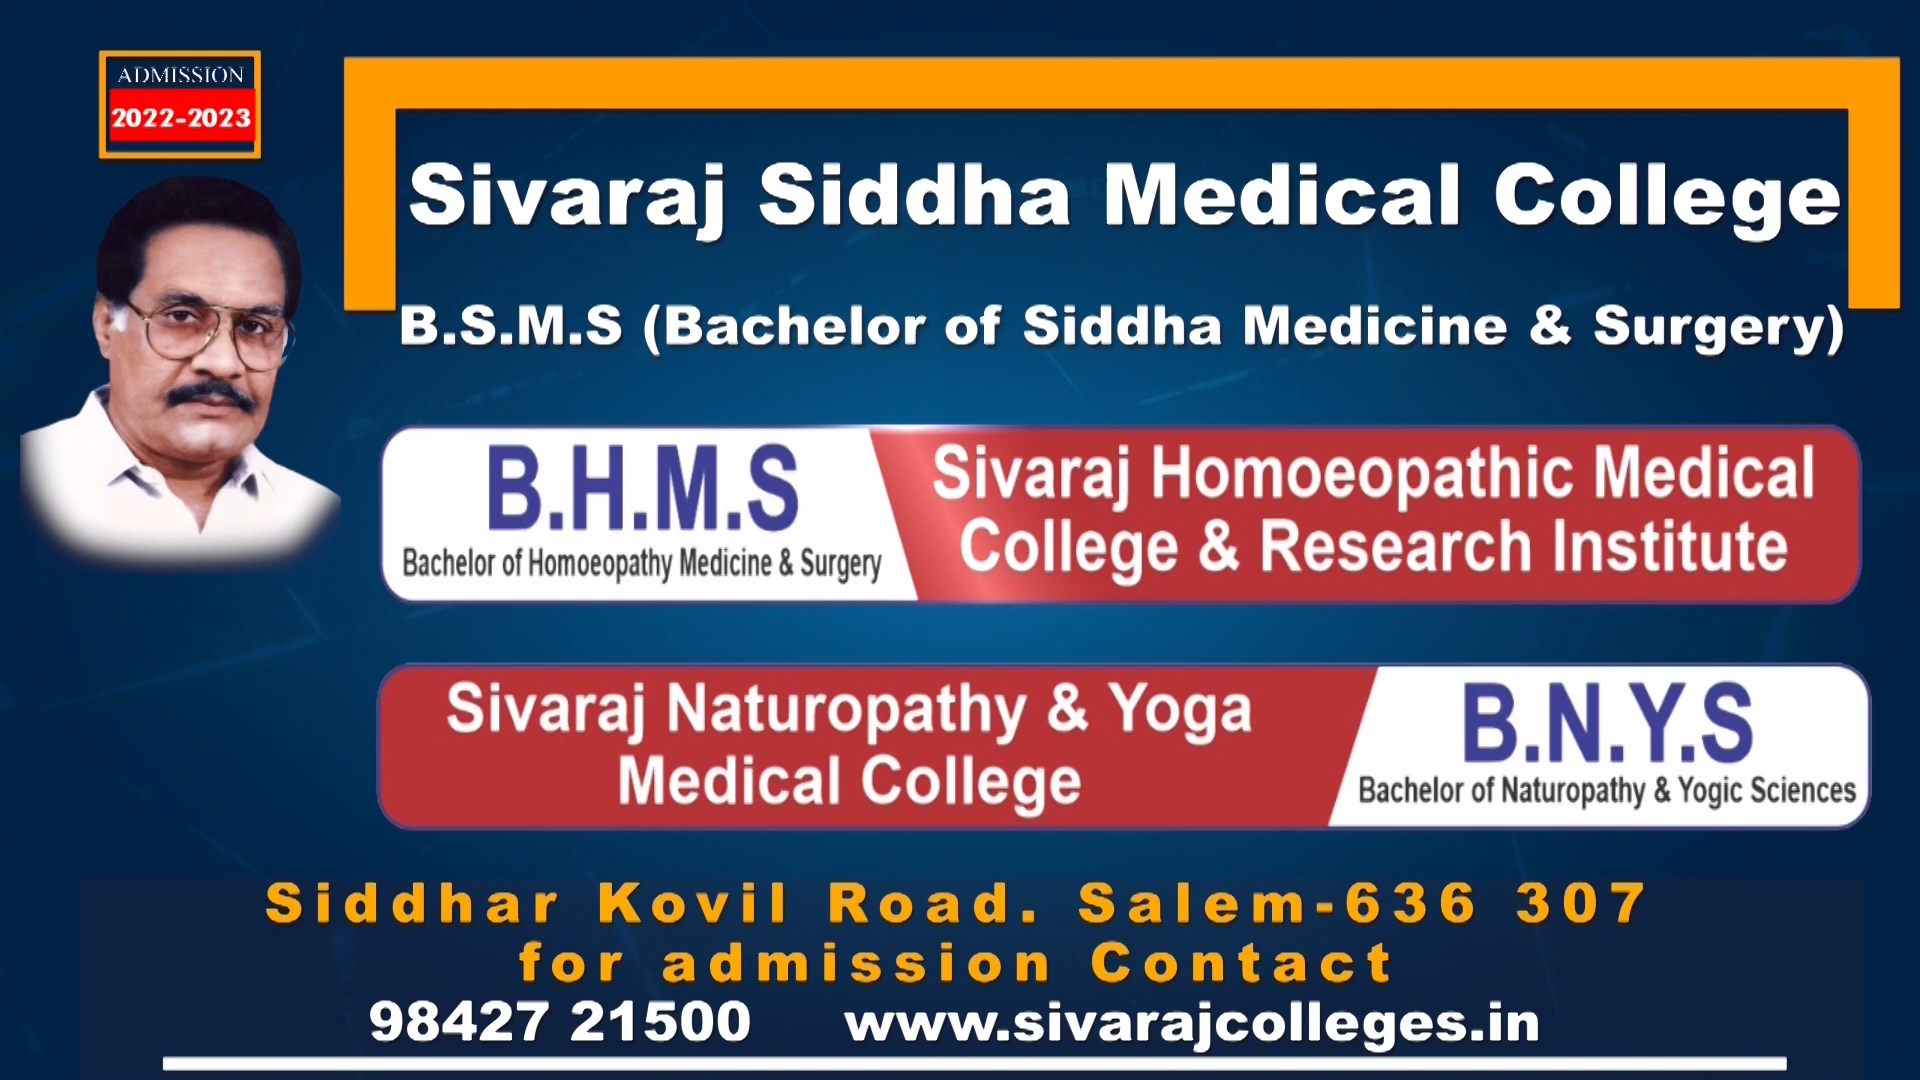 ADMISSION
2022-2023
Sivaraj Siddha Medical College
B.S.M.S (Bachelor of Siddha Medicine & Surgery)
B.H.M.S
Bachelor of Homoeopathy Medicine & Surgery
Sivaraj Homoeopathic Medical
College & Research Institute
Sivaraj Naturopathy & Yoga
Medical College
B.N.Y.S
Bachelor of Naturopathy & Yogic Sciences
Siddhar Kovil Road. Salem-636 307
for admission Contact
98427 21500 www.sivarajcolleges.in